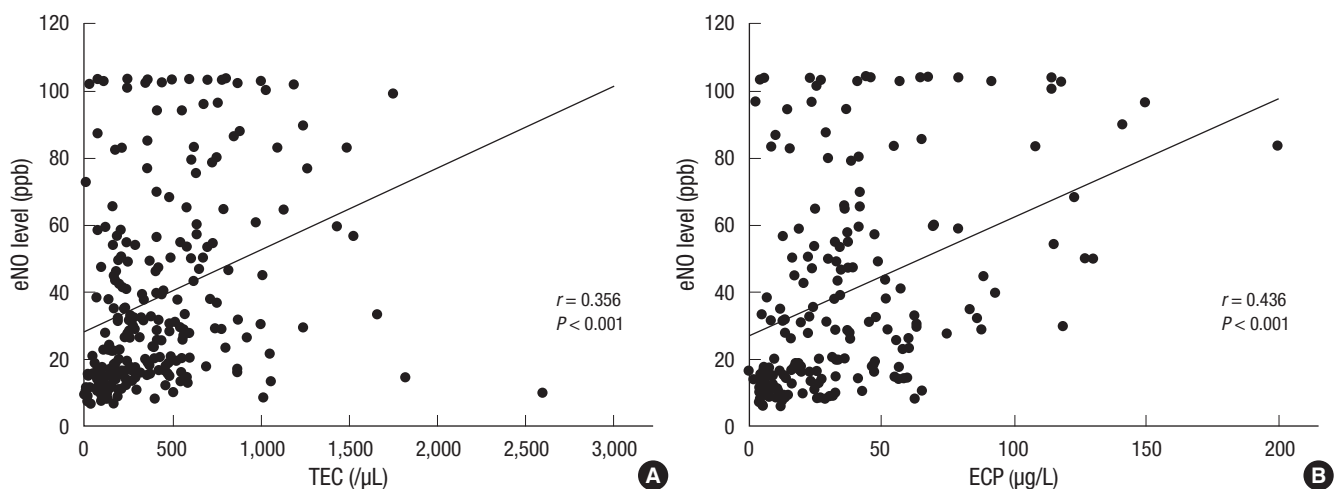 120
100
80
60
40
20
0
eNO level (ppb)
0
500
1,000
1,500
2,000
2,500
3,000
TEC (/µL)
r = 0.356
P < 0.001
A
120
100
80
60
40
20
0
eNO level (ppb)
0
50
100
150
200
ECP (µg/L)
r = 0.436
P < 0.001
B